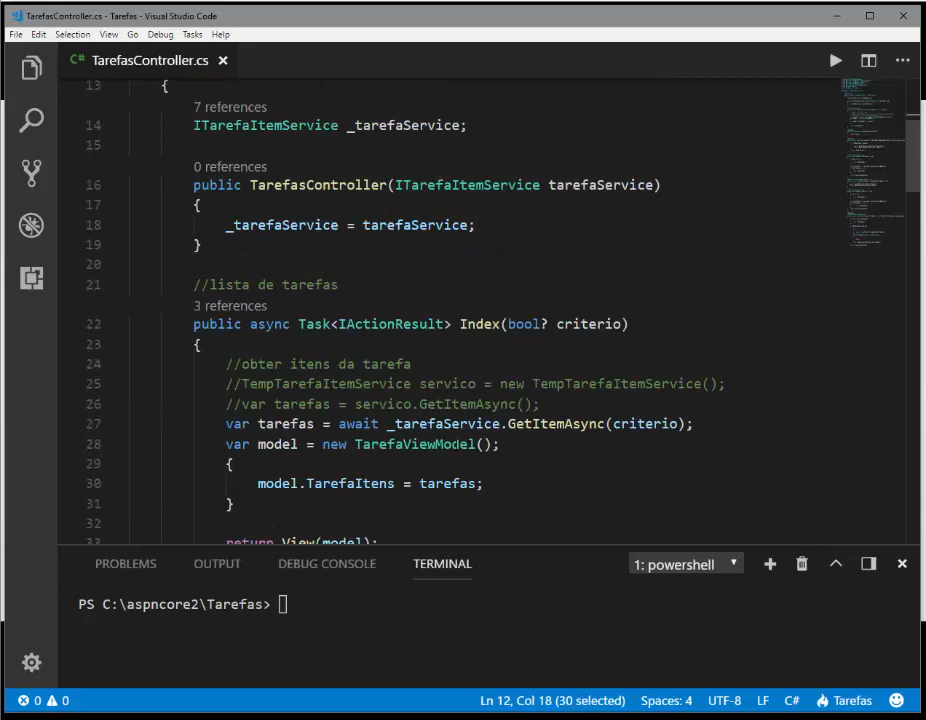 TarefasController.cs - Tarefas - Visual Studio Code
File Edit Selection View Go Debug Tasks Help
C# TarefasController.cs
13 {
7 references
14 ITarefaItemService _tarefaService;
15
0 references
16 public TarefasController(ITarefaItemService tarefaService)
17 {
18 _tarefaService = tarefaService;
19 }
20
21 //lista de tarefas
3 references
22 public async Task<IActionResult> Index(bool? criterio)
23 {
24 //obter itens da tarefa
25 //TempTarefaItemService servico = new TempTarefaItemService();
26 //var tarefas = servico.GetItemAsync();
27 var tarefas = await _tarefaService.GetItemAsync(criterio);
28 var model = new TarefaViewModel();
29 {
30 model.TarefaItens = tarefas;
31 }
32
33 return View(model);
PROBLEMS OUTPUT DEBUG CONSOLE TERMINAL 1: powershell
PS C:\aspncore2\Tarefas>
0 0 Ln 12, Col 18 (30 selected) Spaces: 4 UTF-8 LF C# Tarefas